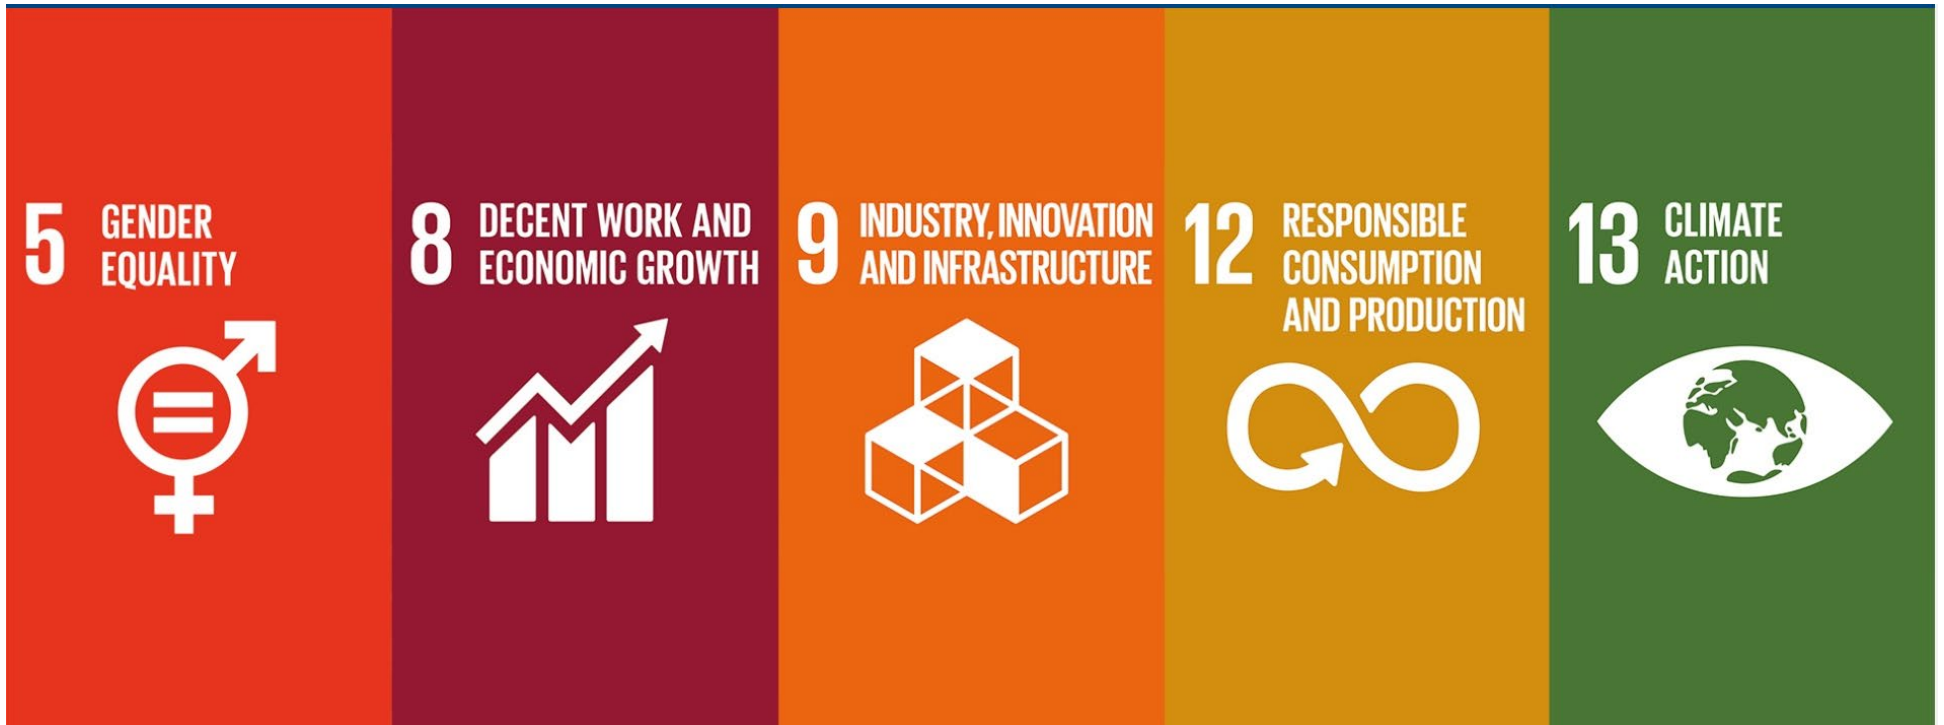 5 GENDER
EQUALITY
8 DECENT WORK AND
ECONOMIC GROWTH
9 INDUSTRY, INNOVATION
AND INFRASTRUCTURE
12 RESPONSIBLE
CONSUMPTION
AND PRODUCTION
13 CLIMATE
ACTION